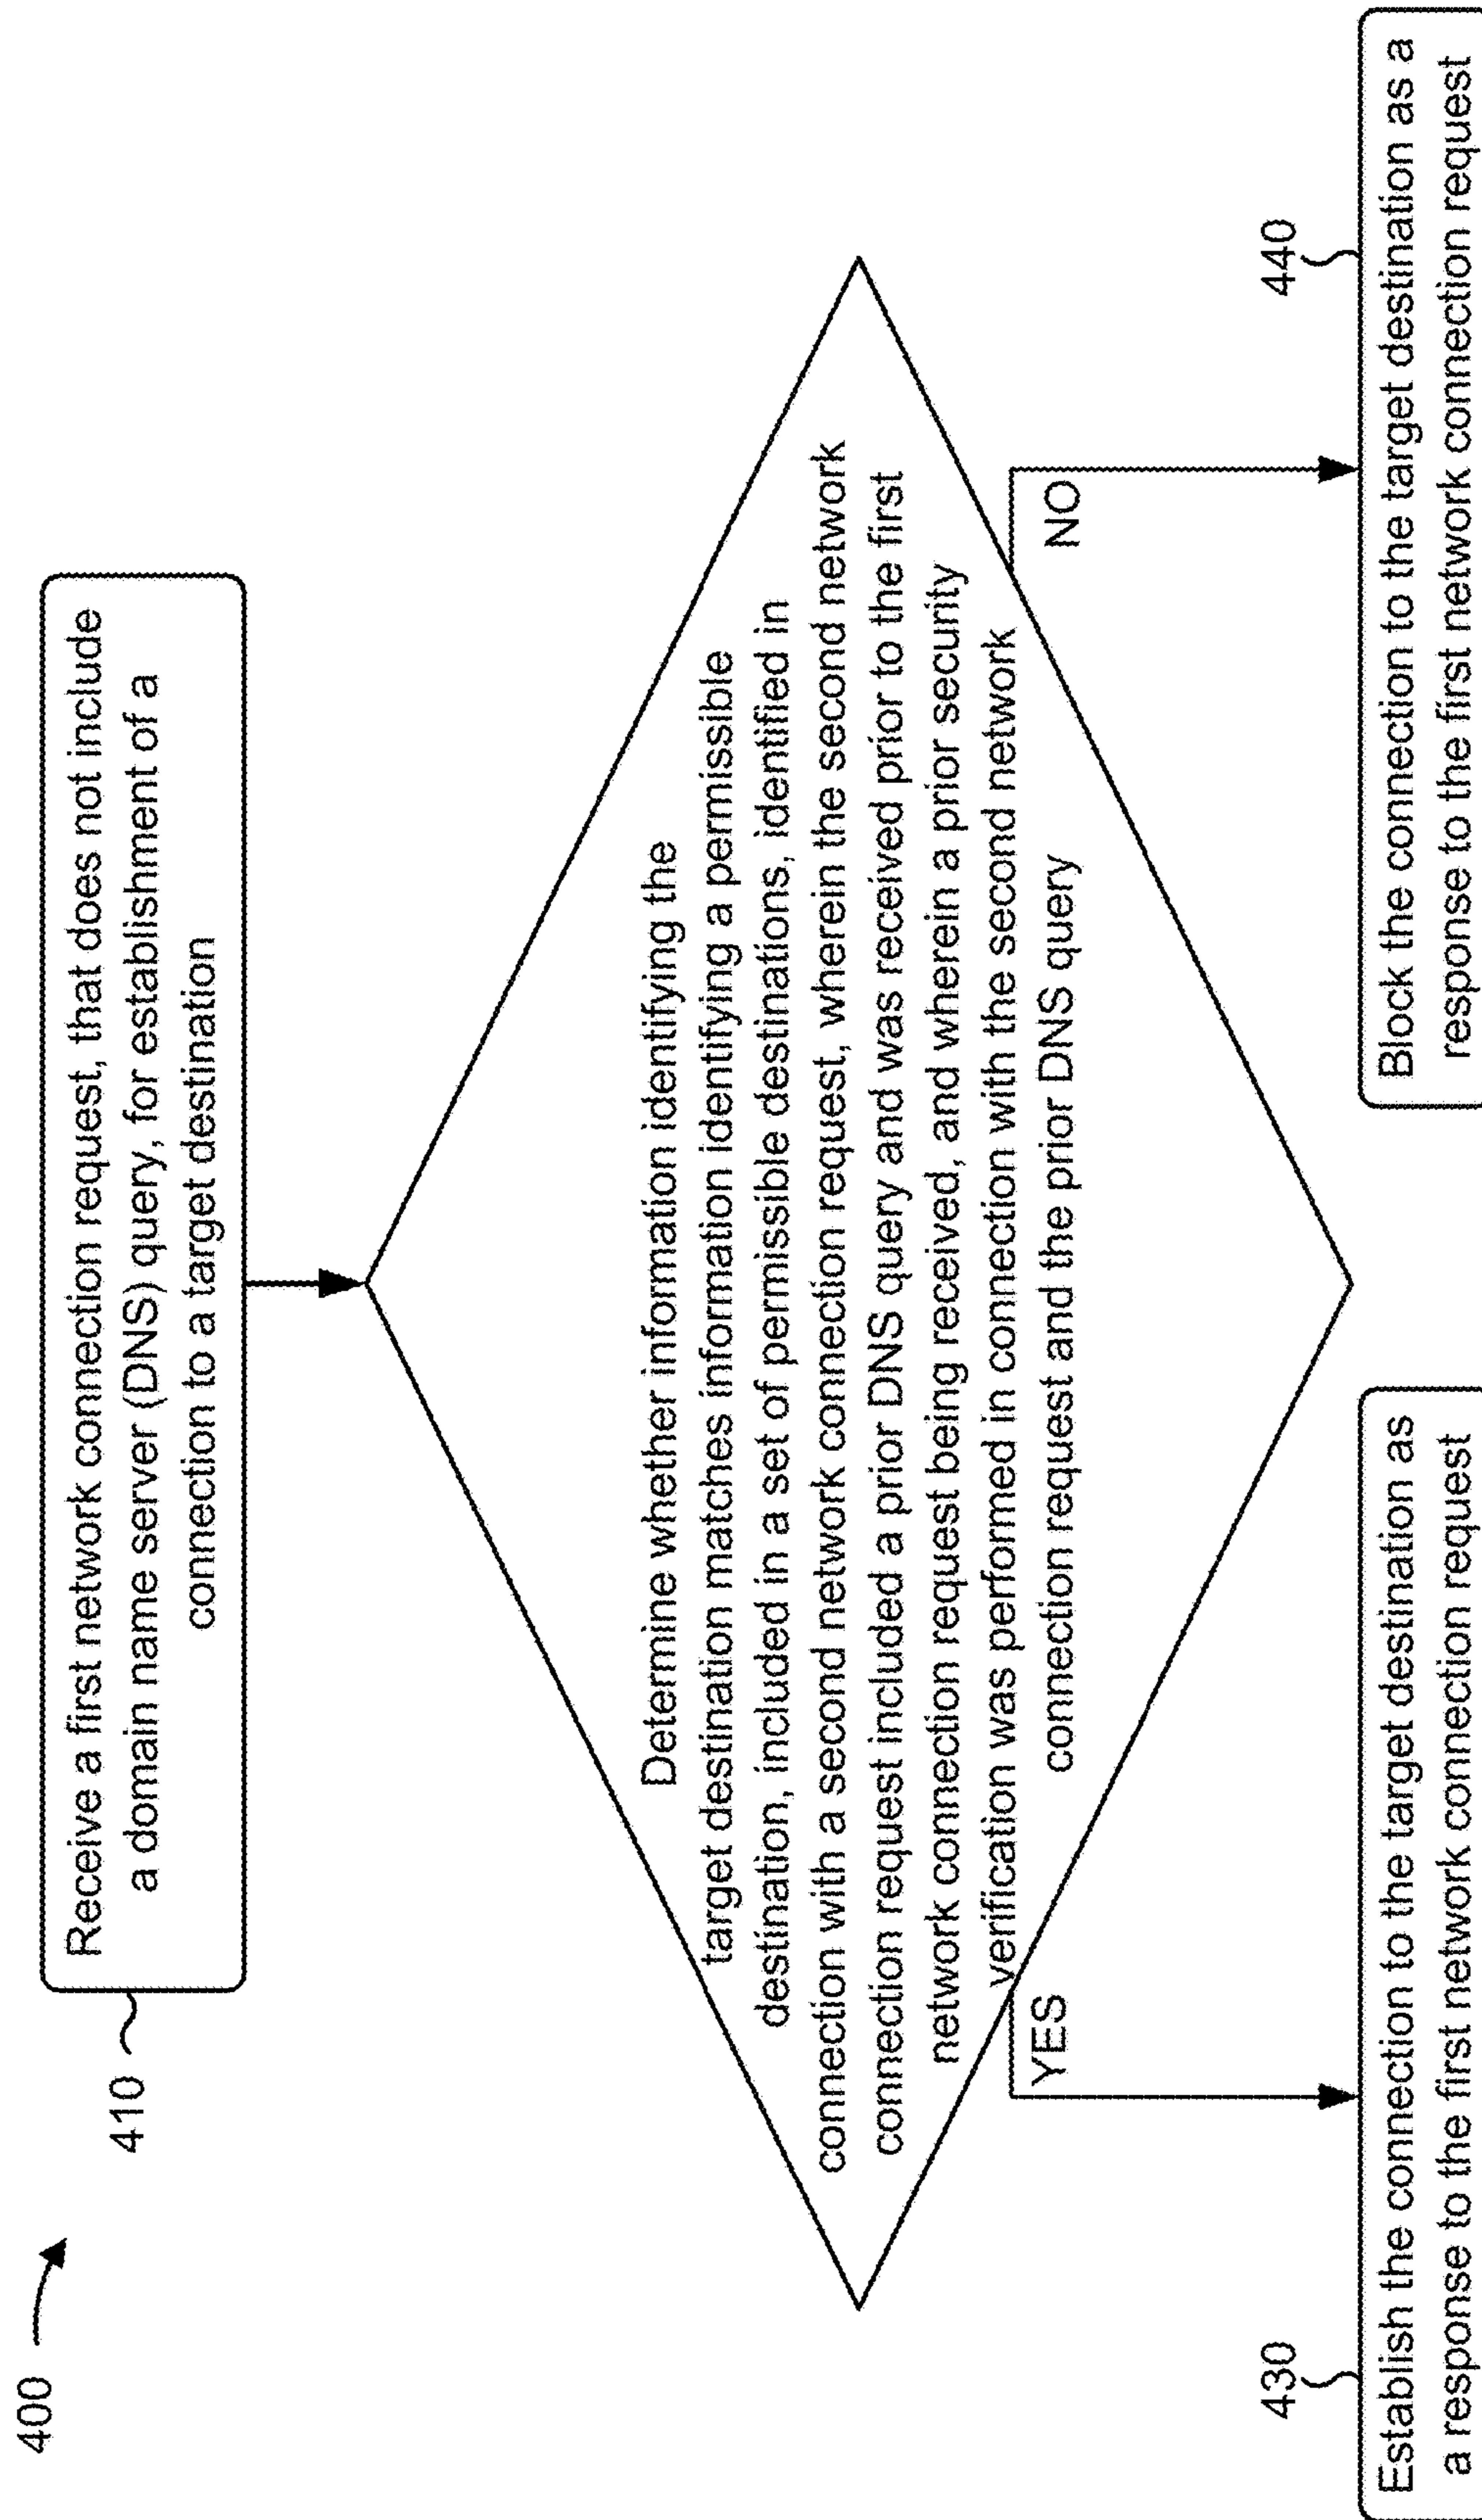 400
410
Receive a first network connection request, that does not include
a domain name server (DNS) query, for establishment of a
connection to a target destination
Determine whether information identifying the
target destination matches information identifying a permissible
destination, included in a set of permissible destinations, identified in
connection with a second network connection request, wherein the second network
connection request included a prior DNS query and was received prior to the first
network connection request being received, and wherein a prior security
verification was performed in connection with the second network
connection request and the prior DNS query
YES
NO
430
Establish the connection to the target destination as
a response to the first network connection request
440
Block the connection to the target destination as a
response to the first network connection request